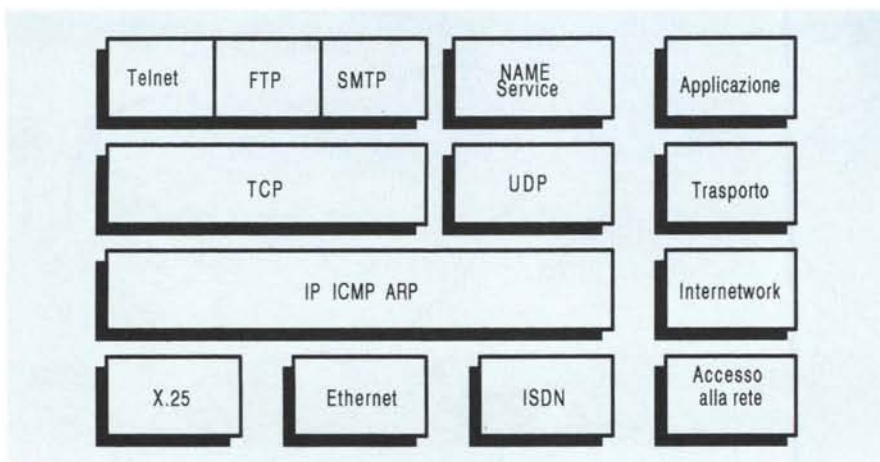 Telnet FTP SMTP NAME Service Applicazione
TCP UDP Trasporto
IP ICMP ARP Internetwork
X.25 Ethernet ISDN Accesso alla rete